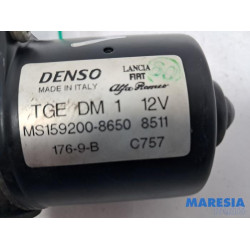 DENSO
MADE IN ITALY
LANCIA
FIAT
Alfa Romeo
TGE DM 1 12V
MS159200-8650 8511
176-9-B C757
MARESIA